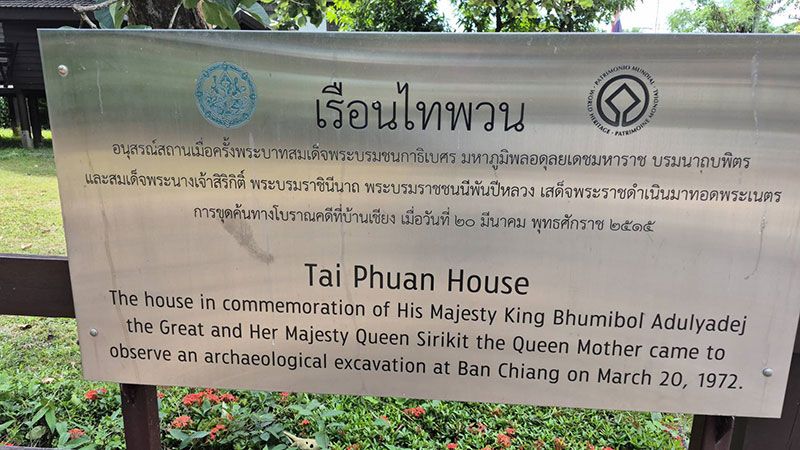 เรือนไทพวน
อนุสรณ์สถานเมื่อครั้งพระบาทสมเด็จพระบรมชนกาธิเบศร มหาภูมิพลอดุลยเดชมหาราช บรมนาถบพิตร
และสมเด็จพระนางเจ้าสิริกิติ์ พระบรมราชินีนาถ พระบรมราชชนนีพันปีหลวง เสด็จพระราชดำเนินมาทอดพระเนตร
การขุดค้นทางโบราณคดีที่บ้านเชียง เมื่อวันที่ ๒๐ มีนาคม พุทธศักราช ๒๕๑๕
Tai Phuan House
The house in commemoration of His Majesty King Bhumibol Adulyadej
the Great and Her Majesty Queen Sirikit the Queen Mother came to
observe an archaeological excavation at Ban Chiang on March 20, 1972.
PATRIMONIO MUNDIAL
WORLD HERITAGE
PATRIMOINE MONDIAL